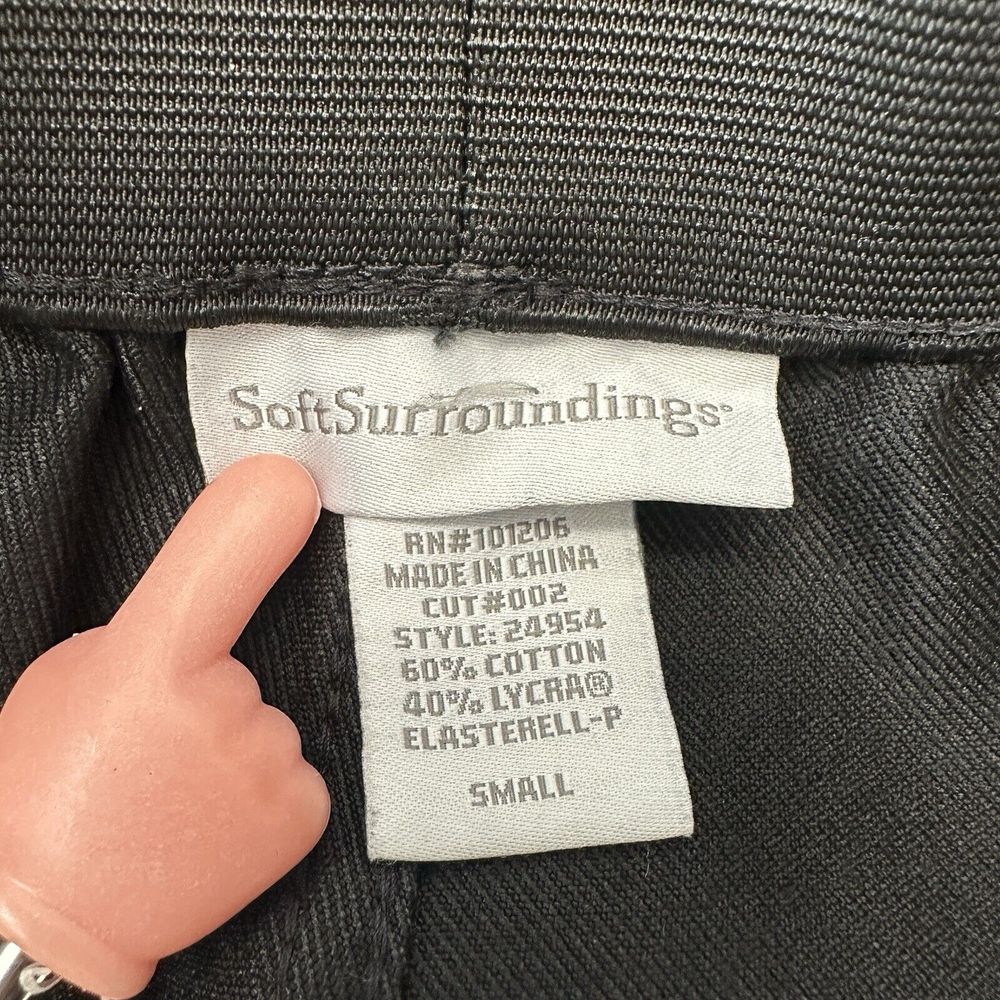 SoftSurroundings®
RN#101206
MADE IN CHINA
CUT#002
STYLE: 24954
60% COTTON
40% LYCRA®
ELASTERELL-P
SMALL